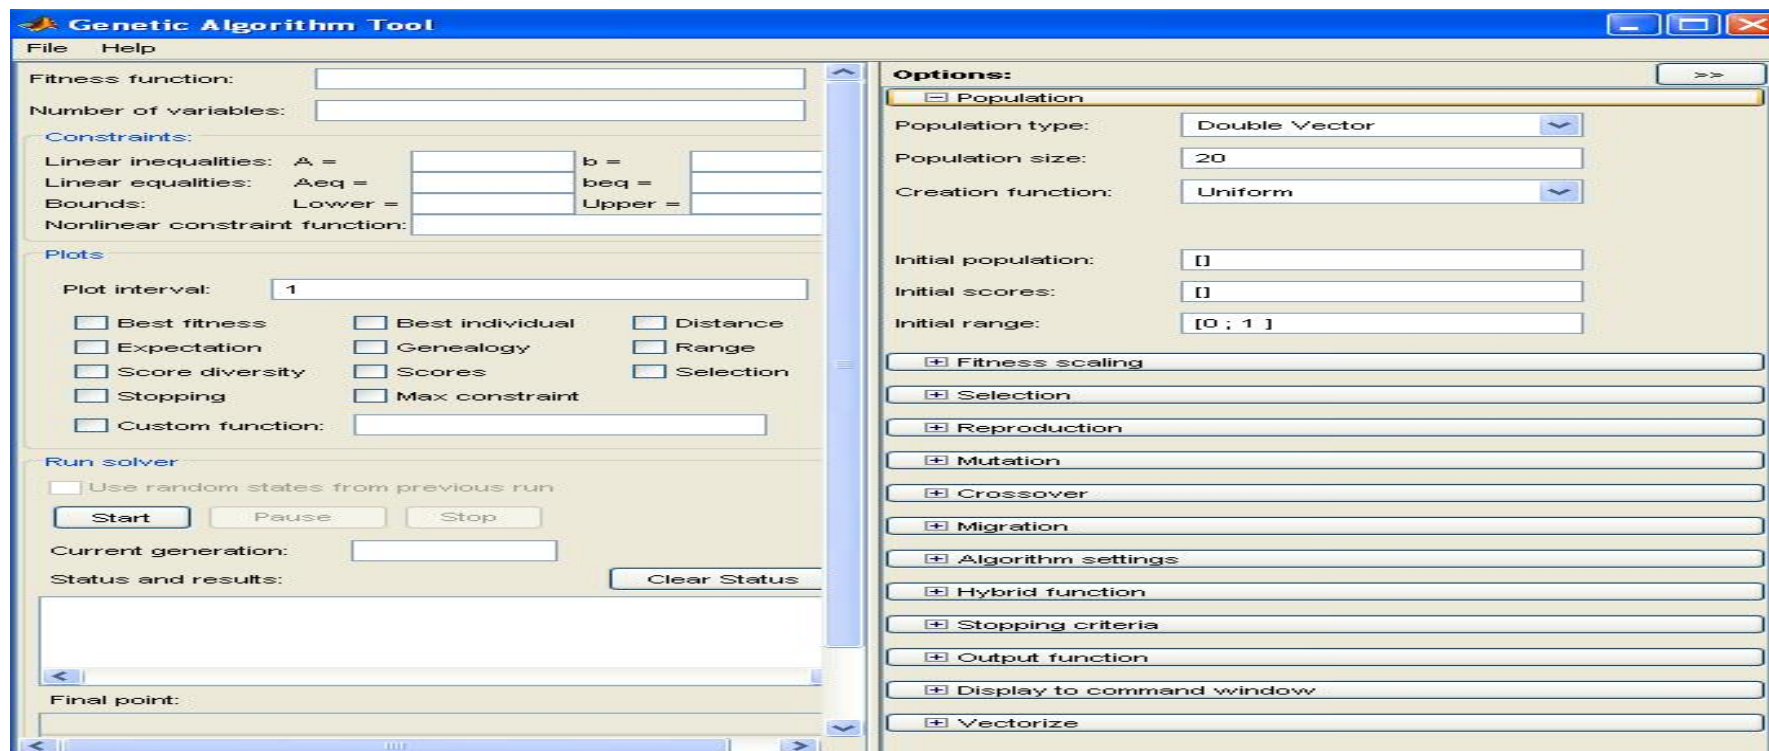 Genetic Algorithm Tool
File Help
Fitness function:
Number of variables:
Constraints:
Linear inequalities: A = b =
Linear equalities: Aeq = beq =
Bounds: Lower = Upper =
Nonlinear constraint function:
Plots
Plot interval: 1
Best fitness Best individual Distance
Expectation Genealogy Range
Score diversity Scores Selection
Stopping Max constraint
Custom function:
Run solver
Use random states from previous run
Start Pause Stop
Current generation:
Status and results: Clear Status
Final point:
Options: >>
Population
Population type: Double Vector
Population size: 20
Creation function: Uniform
Initial population: []
Initial scores: []
Initial range: [0 ; 1 ]
Fitness scaling
Selection
Reproduction
Mutation
Crossover
Migration
Algorithm settings
Hybrid function
Stopping criteria
Output function
Display to command window
Vectorize